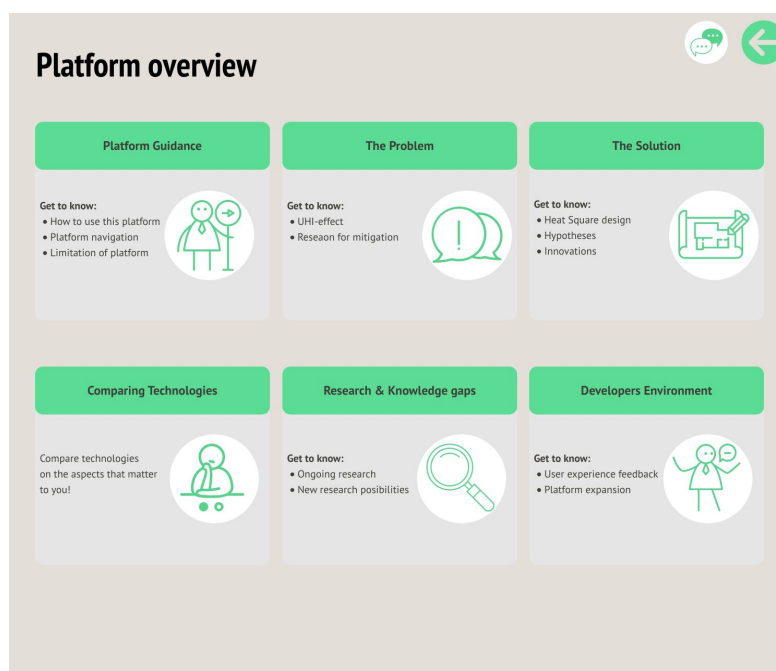 Platform overview
Platform Guidance
Get to know:
• How to use this platform
• Platform navigation
• Limitation of platform
The Problem
Get to know:
• UHI-effect
• Reseaon for mitigation
The Solution
Get to know:
• Heat Square design
• Hypotheses
• Innovations
Comparing Technologies
Compare technologies
on the aspects that matter
to you!
Research & Knowledge gaps
Get to know:
• Ongoing research
• New research posibilities
Developers Environment
Get to know:
• User experience feedback
• Platform expansion